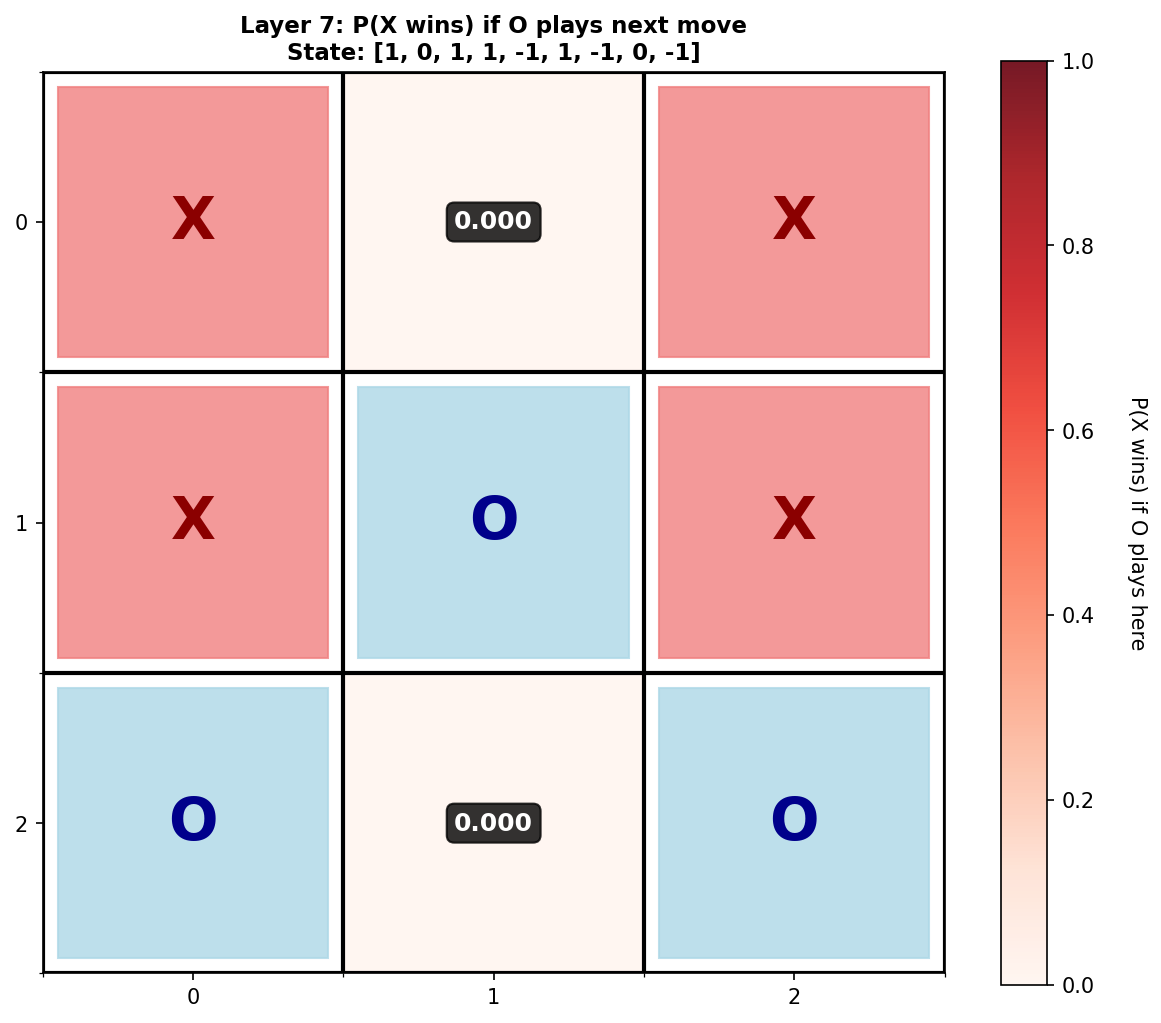 Layer 7: P(X wins) if O plays next move
State: [1, 0, 1, 1, -1, 1, -1, 0, -1]
0
X
0.000
X
1
X
O
X
2
O
0.000
O
0
1
2
1.0
0.8
0.6
0.4
0.2
0.0
P(X wins) if O plays here